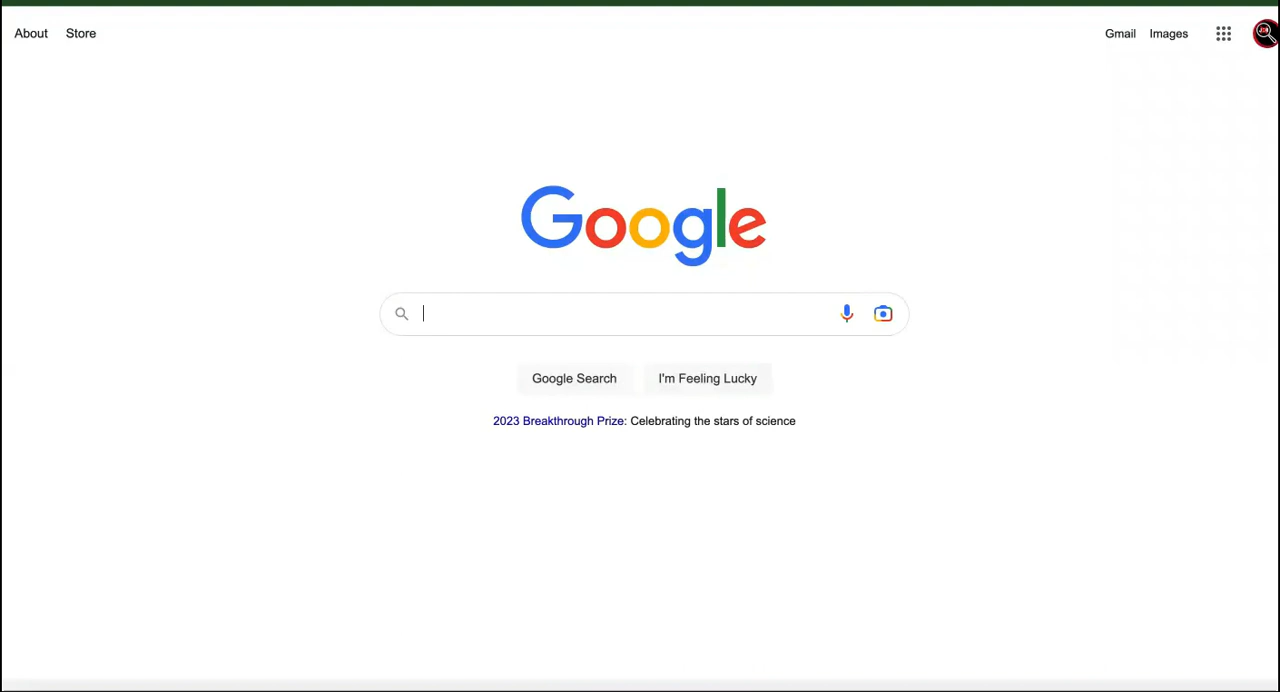 About Store
Gmail Images
Google
Google Search I'm Feeling Lucky
2023 Breakthrough Prize: Celebrating the stars of science